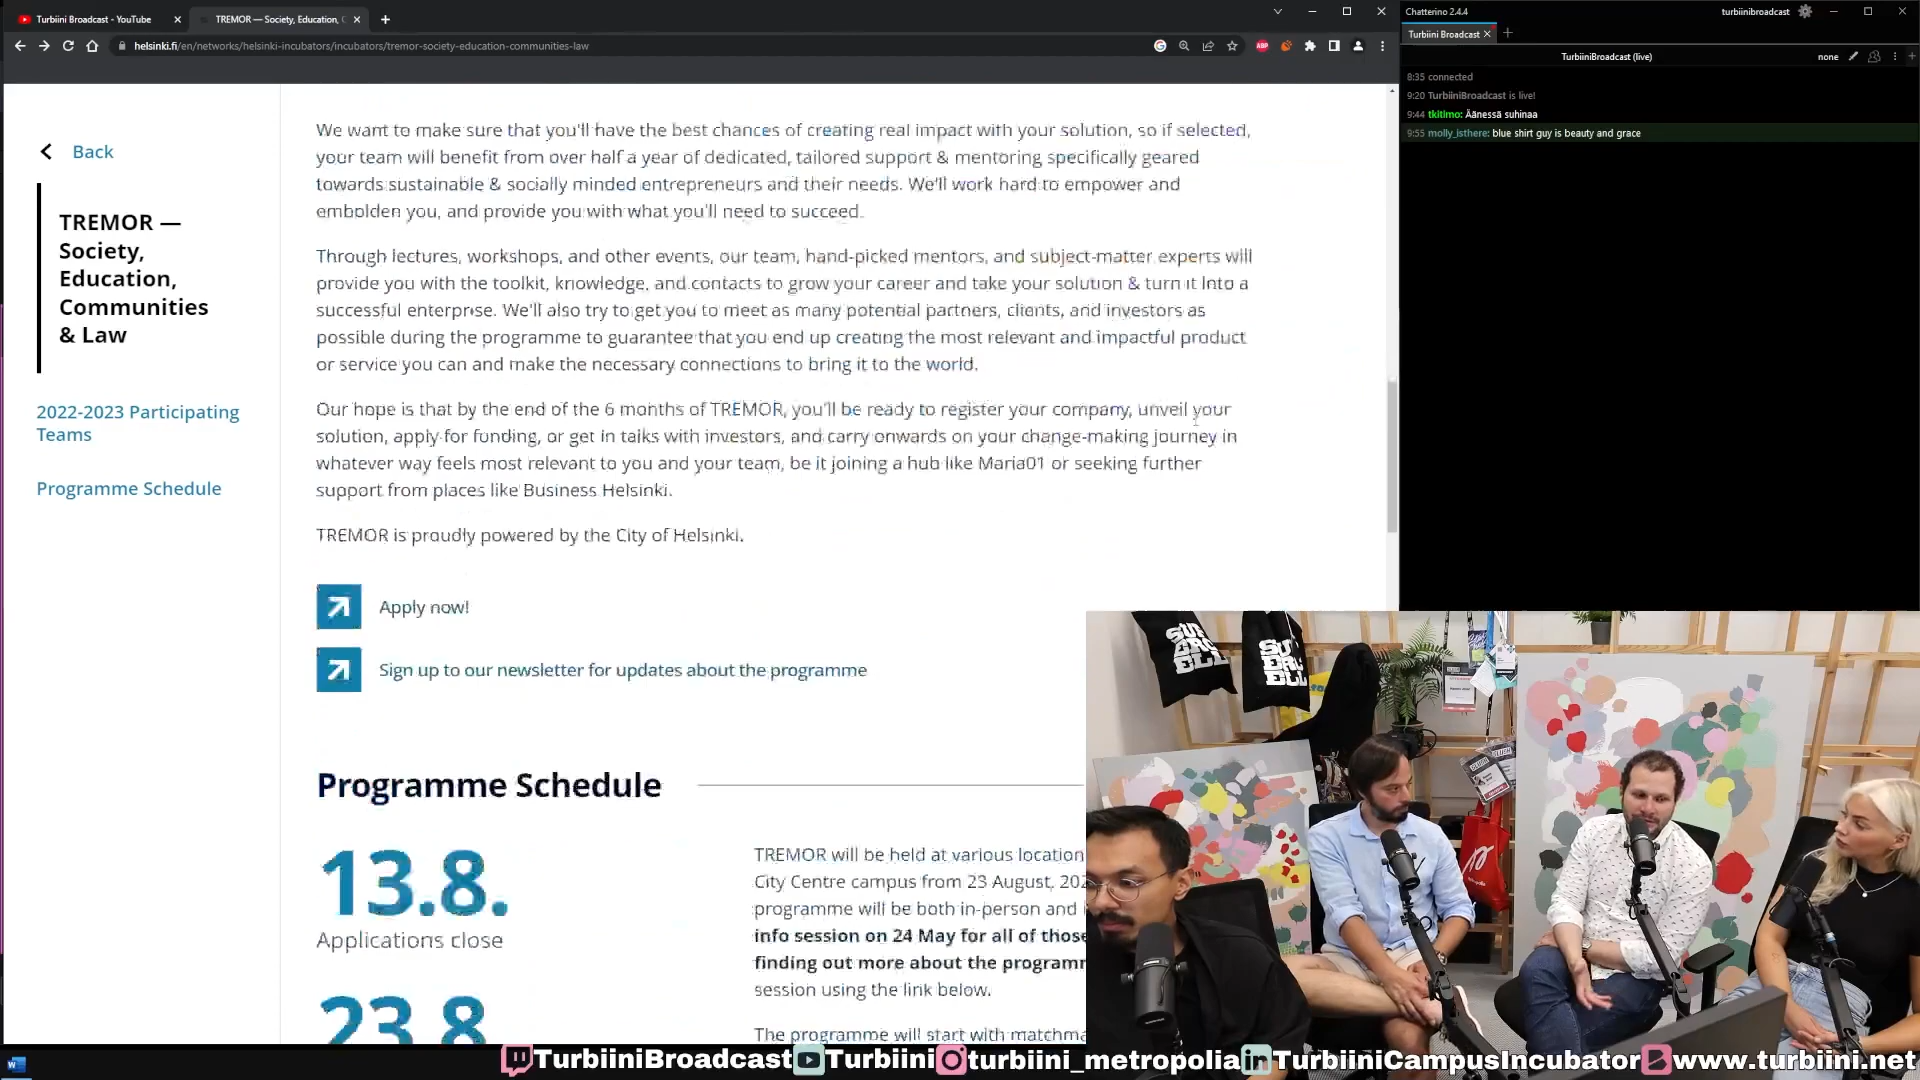 Turbiini Broadcast - YouTube
TREMOR — Society, Education, C
helsinki.fi/en/networks/helsinki-incubators/incubators/tremor-society-education-communities-law
ABP
Chatterino 2.4.4
turbiinibroadcast
Turbiini Broadcast
TurbiiniBroadcast (live)
none
8:35 connected
9:20 TurbiiniBroadcast is live!
9:44 tkitimo: Äänessä suhinaa
9:55 molly_isthere: blue shirt guy is beauty and grace
Back
TREMOR —
Society,
Education,
Communities
& Law
2022-2023 Participating
Teams
Programme Schedule
We want to make sure that you'll have the best chances of creating real impact with your solution, so if selected,
your team will benefit from over half a year of dedicated, tailored support & mentoring specifically geared
towards sustainable & socially minded entrepreneurs and their needs. We'll work hard to empower and
embolden you, and provide you with what you'll need to succeed.
Through lectures, workshops, and other events, our team, hand-picked mentors, and subject-matter experts will
provide you with the toolkit, knowledge, and contacts to grow your career and take your solution & turn it into a
successful enterprise. We'll also try to get you to meet as many potential partners, clients, and investors as
possible during the programme to guarantee that you end up creating the most relevant and impactful product
or service you can and make the necessary connections to bring it to the world.
Our hope is that by the end of the 6 months of TREMOR, you'll be ready to register your company, unveil your
solution, apply for funding, or get in talks with investors, and carry onwards on your change-making journey in
whatever way feels most relevant to you and your team, be it joining a hub like Maria01 or seeking further
support from places like Business Helsinki.
TREMOR is proudly powered by the City of Helsinki.
Apply now!
Sign up to our newsletter for updates about the programme
Programme Schedule
13.8.
Applications close
23.8
TREMOR will be held at various location
City Centre campus from 23 August, 202
programme will be both in-person and
info session on 24 May for all of those
finding out more about the programm
session using the link below.
The programme will start with matchma
SUP
ERC
ELL
SUP
ERC
ELL
TurbiiniBroadcast Turbiini turbiini_metropolia TurbiiniCampusIncubator www.turbiini.net